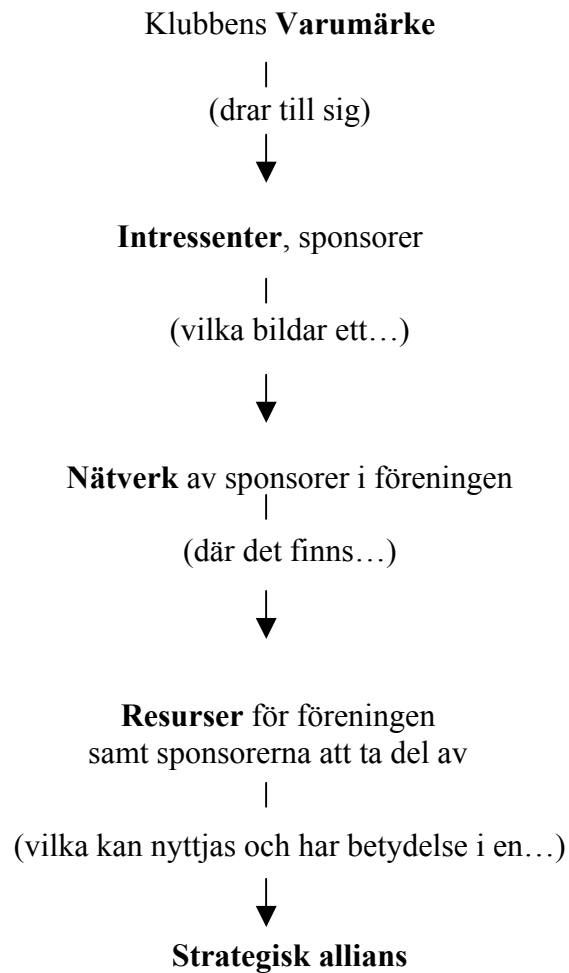 Klubbens Varumärke
(drar till sig)
Intressenter, sponsorer
(vilka bildar ett…)
Nätverk av sponsorer i föreningen
(där det finns…)
Resurser för föreningen
samt sponsorerna att ta del av
(vilka kan nyttjas och har betydelse i en…)
Strategisk allians